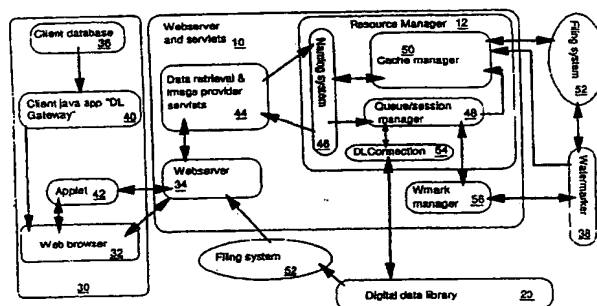 Client database
36
Client java app "DL
Gateway"
40
Applet
42
Web browser
32
30
Webserver
and servlets
10
Data retrieval &
image provider
servlets
44
Webserver
34
Filing system
52
Resource Manager
12
Naming system
46
50
Cache manager
Queue/session
manager
48
DLConnection
54
Wmark manager
56
Digital data library
20
Filing system
52
Watermarker
38